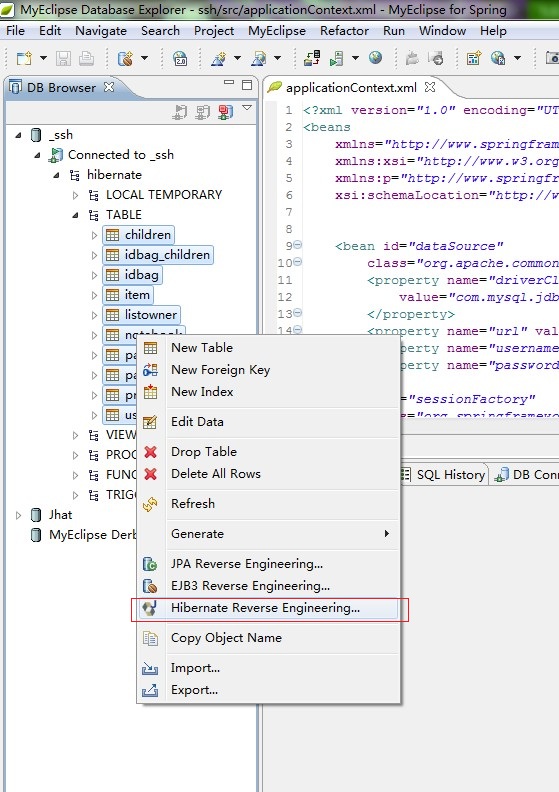 MyEclipse Database Explorer - ssh/src/applicationContext.xml - MyEclipse for Spring
File Edit Navigate Search Project MyEclipse Refactor Run Window Help
DB Browser
_ssh
Connected to _ssh
hibernate
LOCAL TEMPORARY
TABLE
children
idbag_children
idbag
item
listowner
notebook
pa
pa
pr
us
VIEW
PROC
FUNC
TRIG
Jhat
MyEclipse Derb
New Table
New Foreign Key
New Index
Edit Data
Drop Table
Delete All Rows
Refresh
Generate
JPA Reverse Engineering...
EJB3 Reverse Engineering...
Hibernate Reverse Engineering...
Copy Object Name
Import...
Export...
applicationContext.xml
1 <?xml version="1.0" encoding="UT
2 <beans
3 xmlns="http://www.springfram
4 xmlns:xsi="http://www.w3.org
5 xmlns:p="http://www.springf
6 xsi:schemaLocation="http://w
7
8
9 <bean id="dataSource"
10 class="org.apache.common
11 <property name="driverCl
12 value="com.mysql.jdb
13 </property>
14 <property name="url" val
perty name="username
perty name="password
="sessionFactory"
="org.springframewo
SQL History
DB Conn